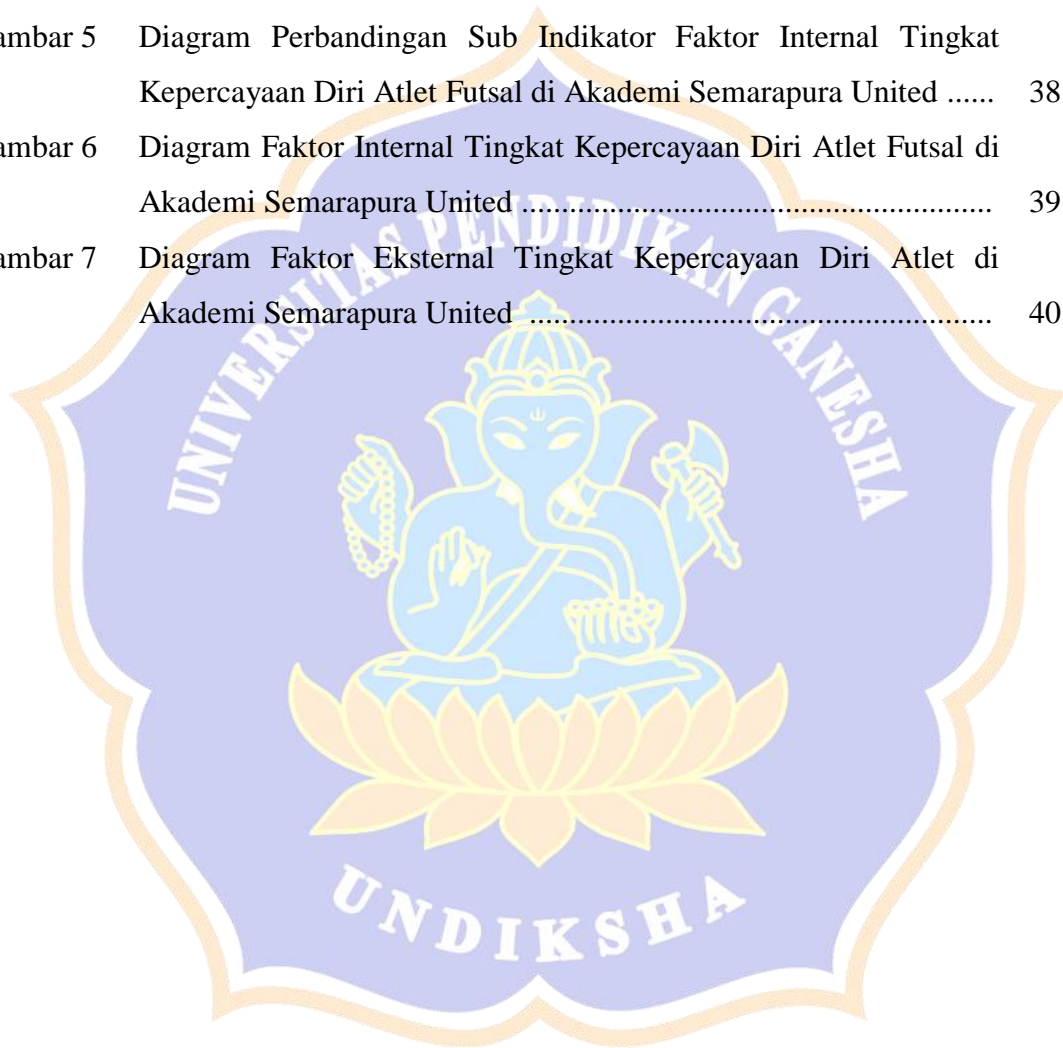 ambar 5 Diagram Perbandingan Sub Indikator Faktor Internal Tingkat
Kepercayaan Diri Atlet Futsal di Akademi Semarapura United ...... 38
ambar 6 Diagram Faktor Internal Tingkat Kepercayaan Diri Atlet Futsal di
Akademi Semarapura United ...................................................... 39
ambar 7 Diagram Faktor Eksternal Tingkat Kepercayaan Diri Atlet di
Akademi Semarapura United ..................................................... 40
UNIVERSITAS PENDIDIKAN GANESHA
UNDIKSHA